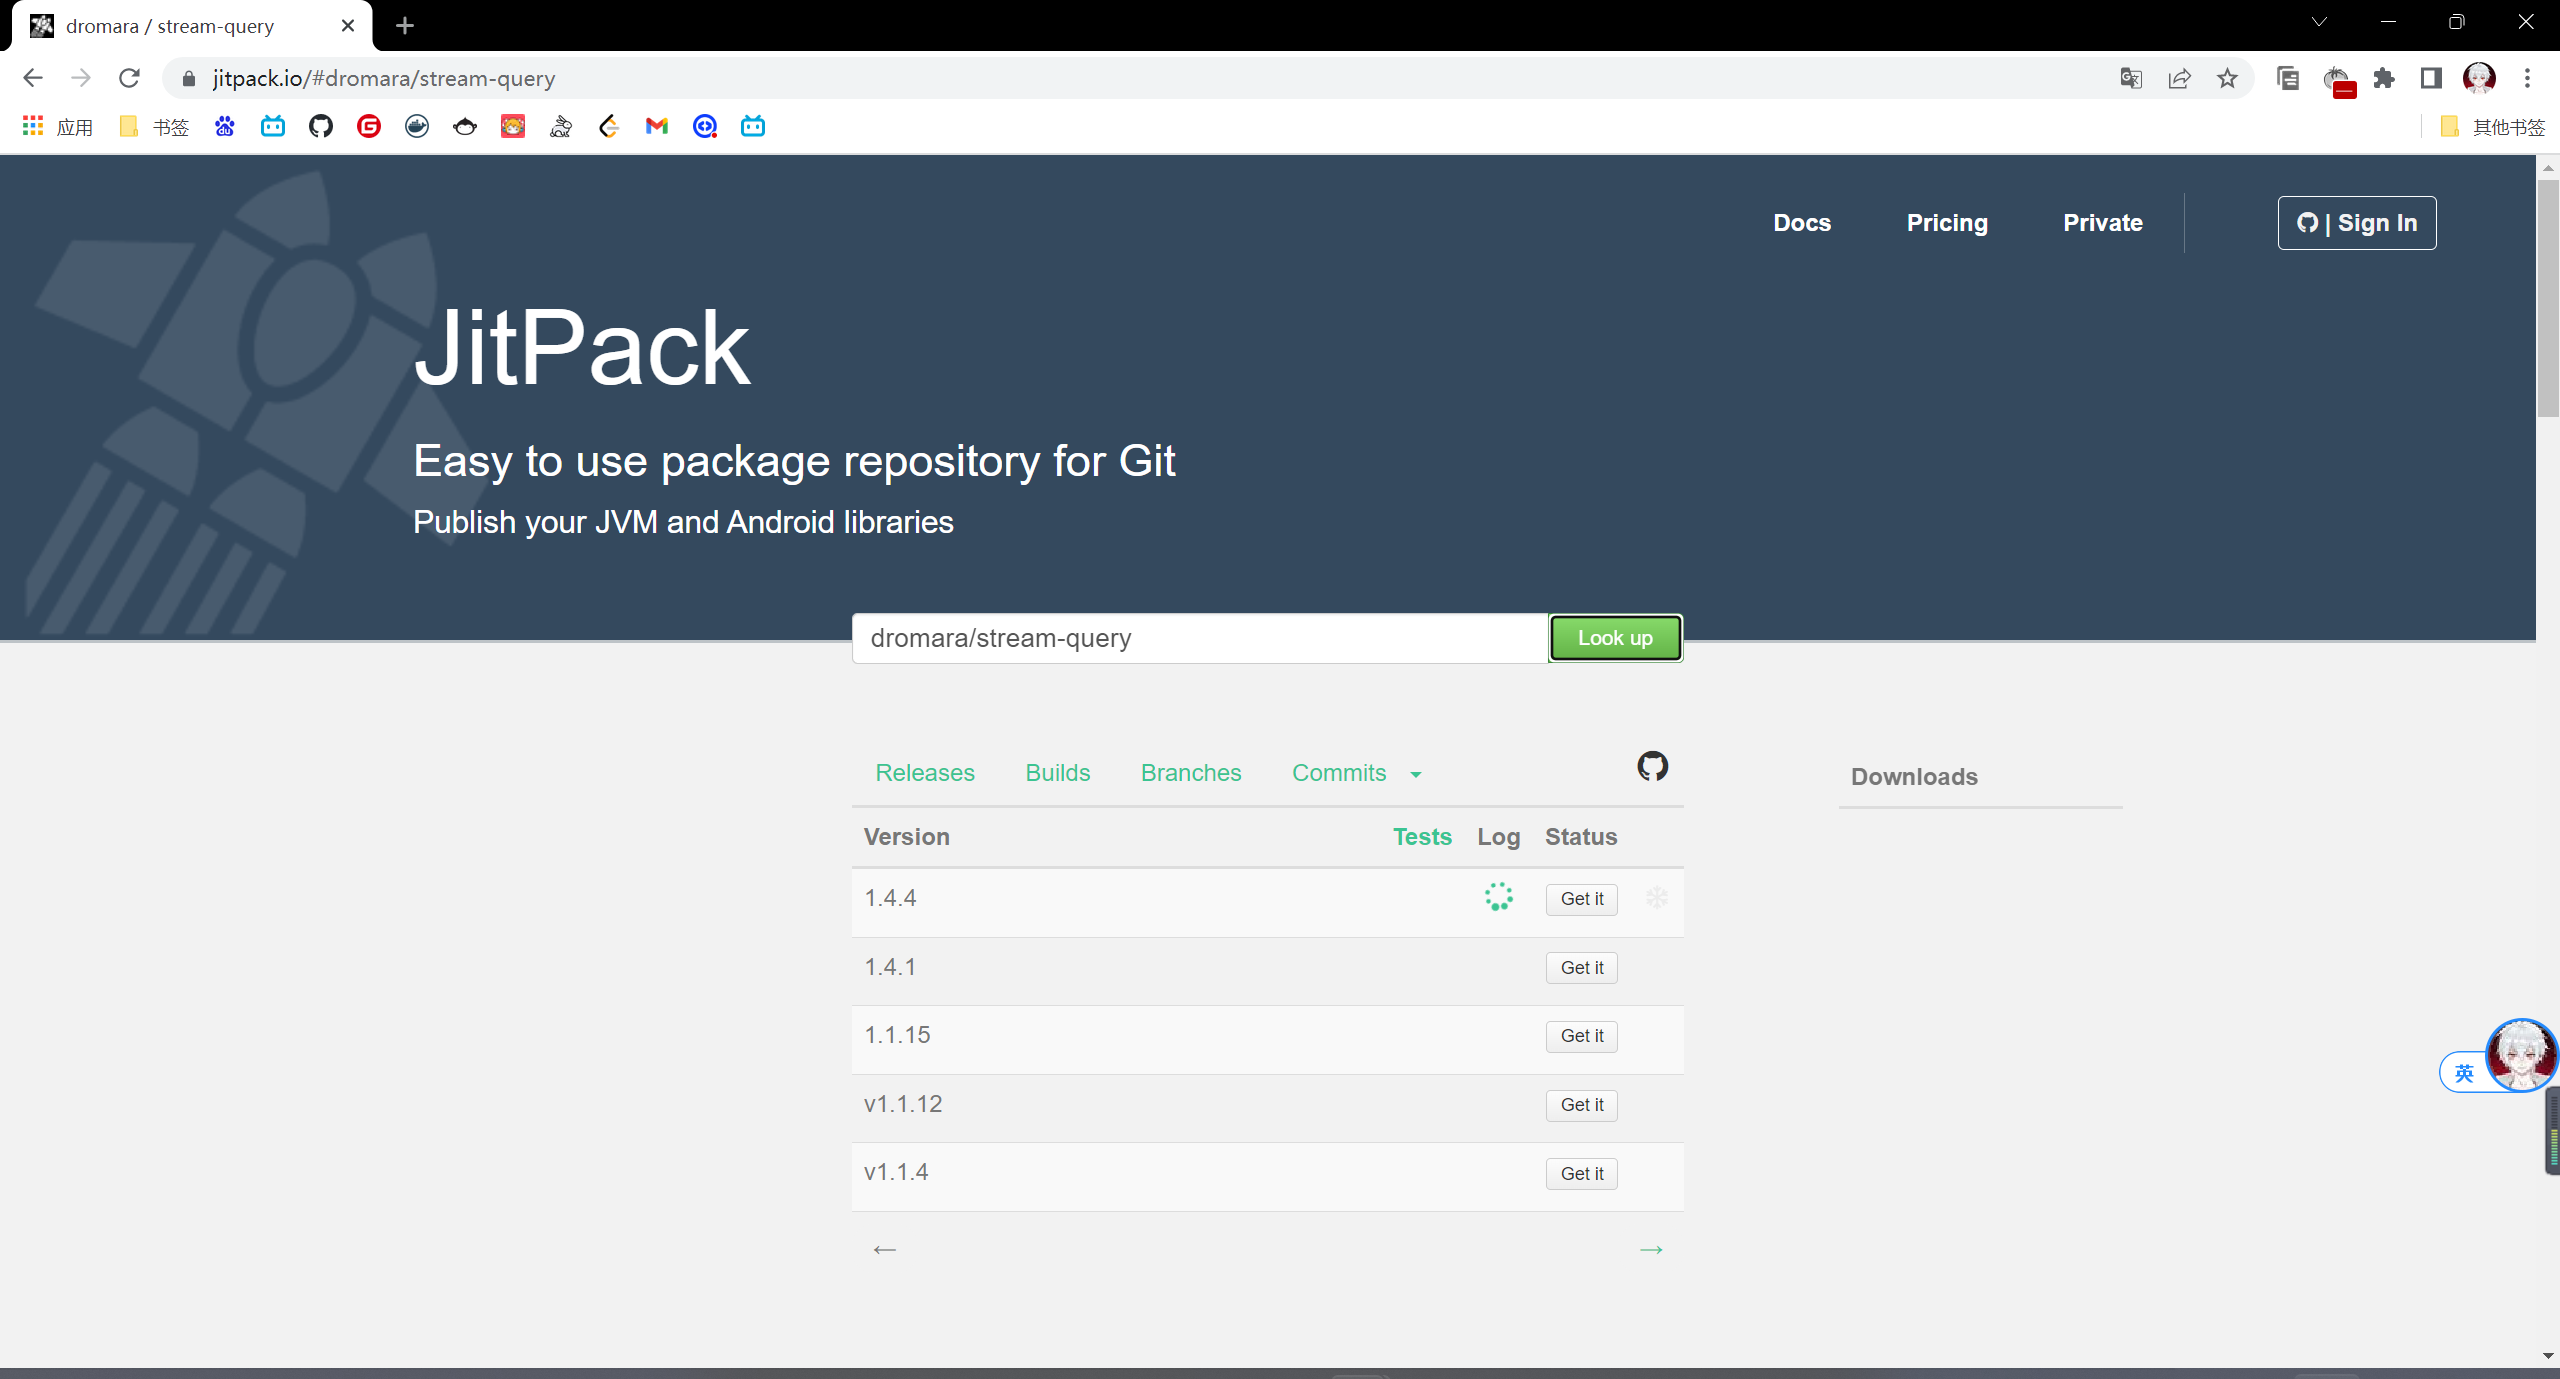 dromara / stream-query
jitpack.io/#dromara/stream-query
应用
书签
其他书签
Docs
Pricing
Private
| Sign In
JitPack
Easy to use package repository for Git
Publish your JVM and Android libraries
dromara/stream-query
Look up
Releases
Builds
Branches
Commits
Downloads
Version
Tests
Log
Status
1.4.4
Get it
1.4.1
Get it
1.1.15
Get it
v1.1.12
Get it
v1.1.4
Get it
←
→
英